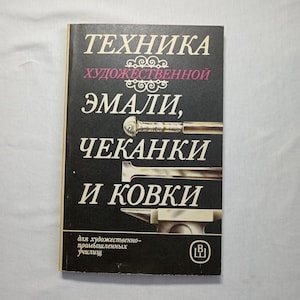 ТЕХНИКА
ХУДОЖЕСТВЕННОЙ
ЭМАЛИ,
ЧЕКАНКИ
И КОВКИ
для художественно-
промышленных
училищ